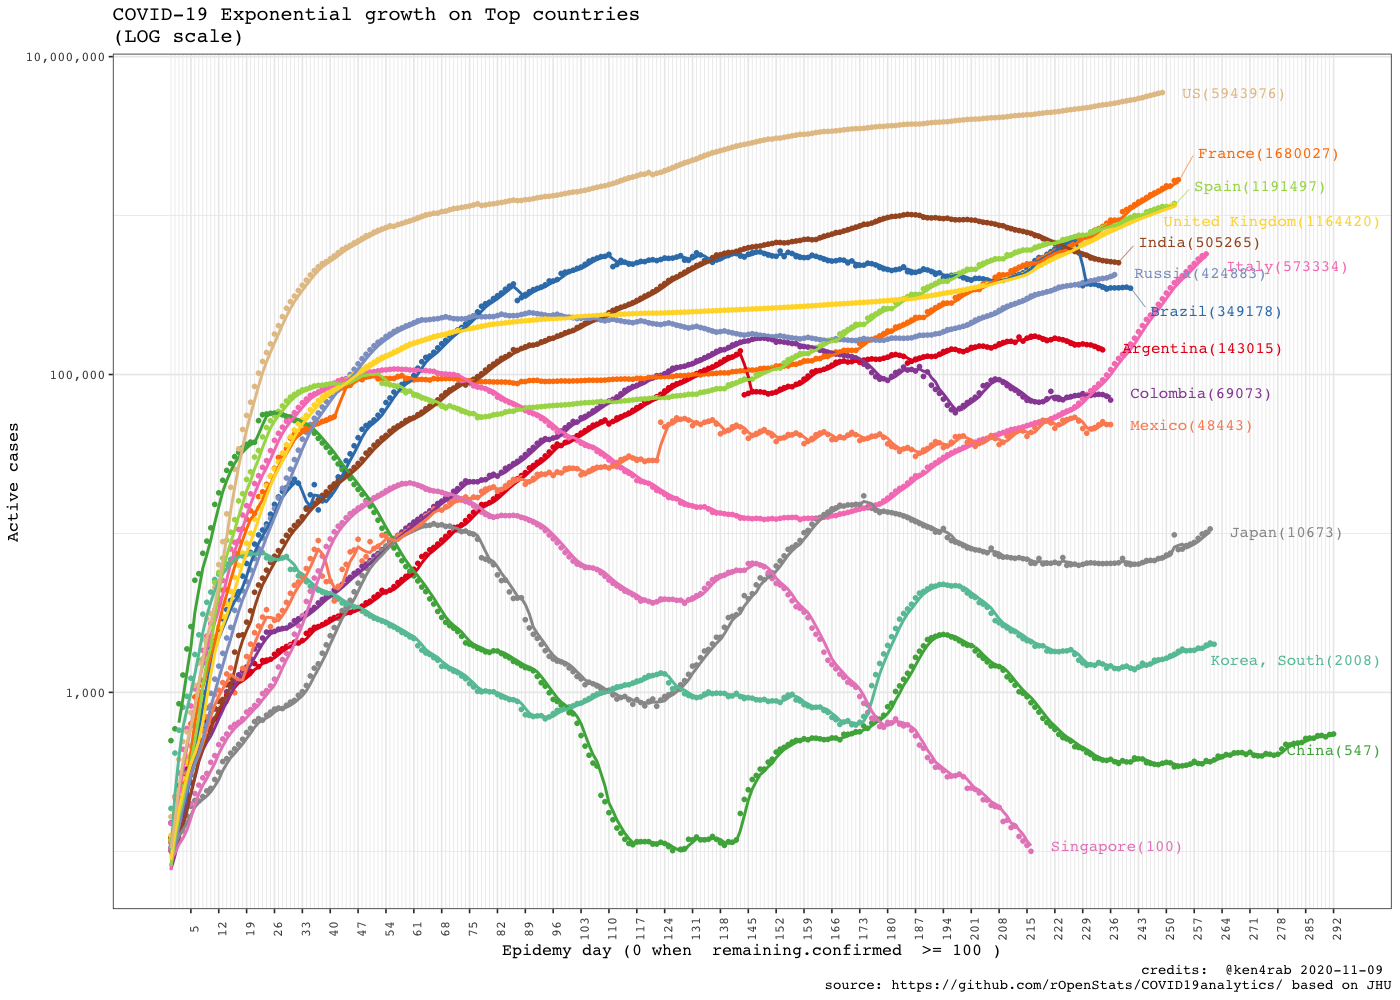 COVID-19 Exponential growth on Top countries
(LOG scale)
10,000,000
US(5943976)
France(1680027)
Spain(1191497)
United Kingdom(1164420)
India(505265)
Italy(573334)
Russia(424883)
Brazil(349178)
Argentina(143015)
100,000
Colombia(69073)
Mexico(48443)
Active cases
Japan(10673)
Korea, South(2008)
1,000
China(547)
Singapore(100)
5 12 19 26 33 40 47 54 61 68 75 82 89 96 103 110 117 124 131 138 145 152 159 166 173 180 187 194 201 208 215 222 229 236 243 250 257 264 271 278 285 292
Epidemy day (0 when  remaining.confirmed  >= 100 )
credits:  @ken4rab 2020-11-09
source: https://github.com/rOpenStats/COVID19analytics/ based on JHU